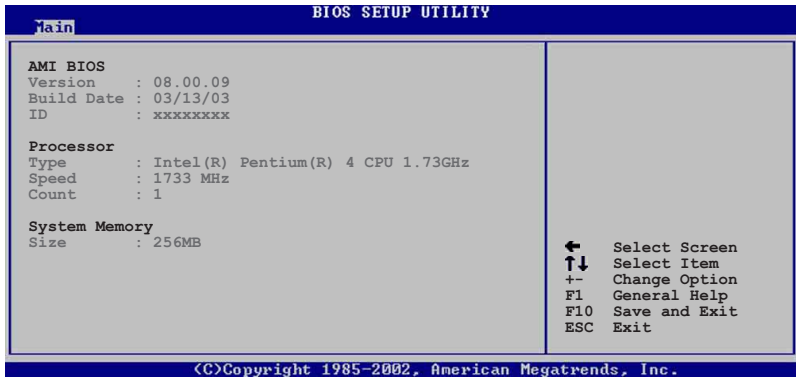 BIOS SETUP UTILITY
Main
AMI BIOS
Version : 08.00.09
Build Date : 03/13/03
ID : xxxxxxxx
Processor
Type : Intel(R) Pentium(R) 4 CPU 1.73GHz
Speed : 1733 MHz
Count : 1
System Memory
Size : 256MB
← Select Screen
↑↓ Select Item
+- Change Option
F1 General Help
F10 Save and Exit
ESC Exit
(C)Copyright 1985-2002, American Megatrends, Inc.